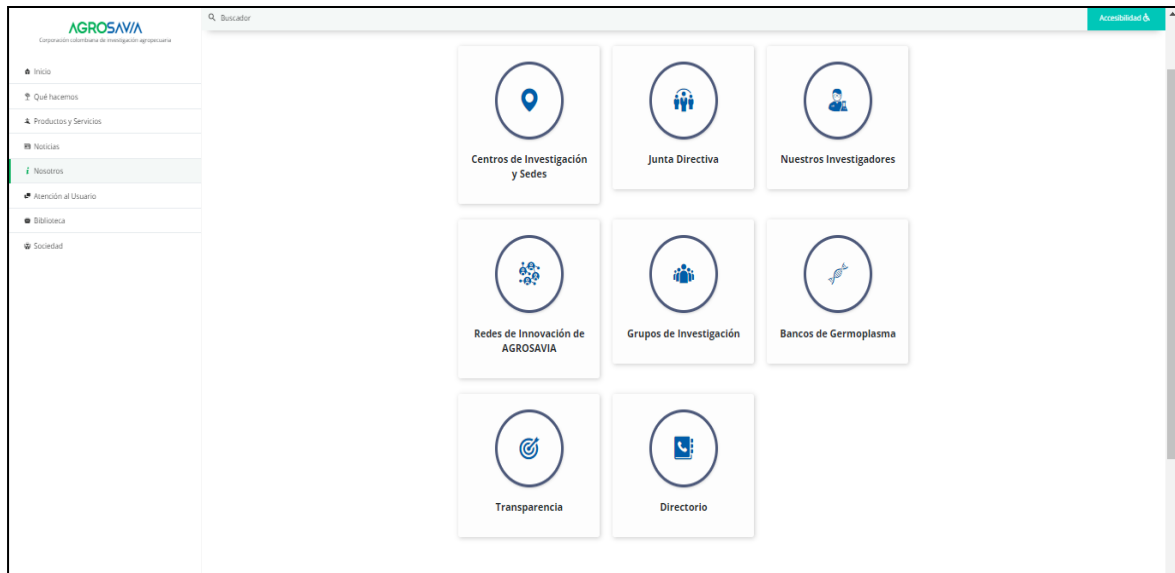 AGROSAVIA
Corporación colombiana de investigación agropecuaria
Inicio
Qué hacemos
Productos y Servicios
Noticias
Nosotros
Atención al Usuario
Biblioteca
Sociedad
Buscador
Accesibilidad
Centros de Investigación
y Sedes
Junta Directiva
Nuestros Investigadores
Redes de Innovación de
AGROSAVIA
Grupos de Investigación
Bancos de Germoplasma
Transparencia
Directorio